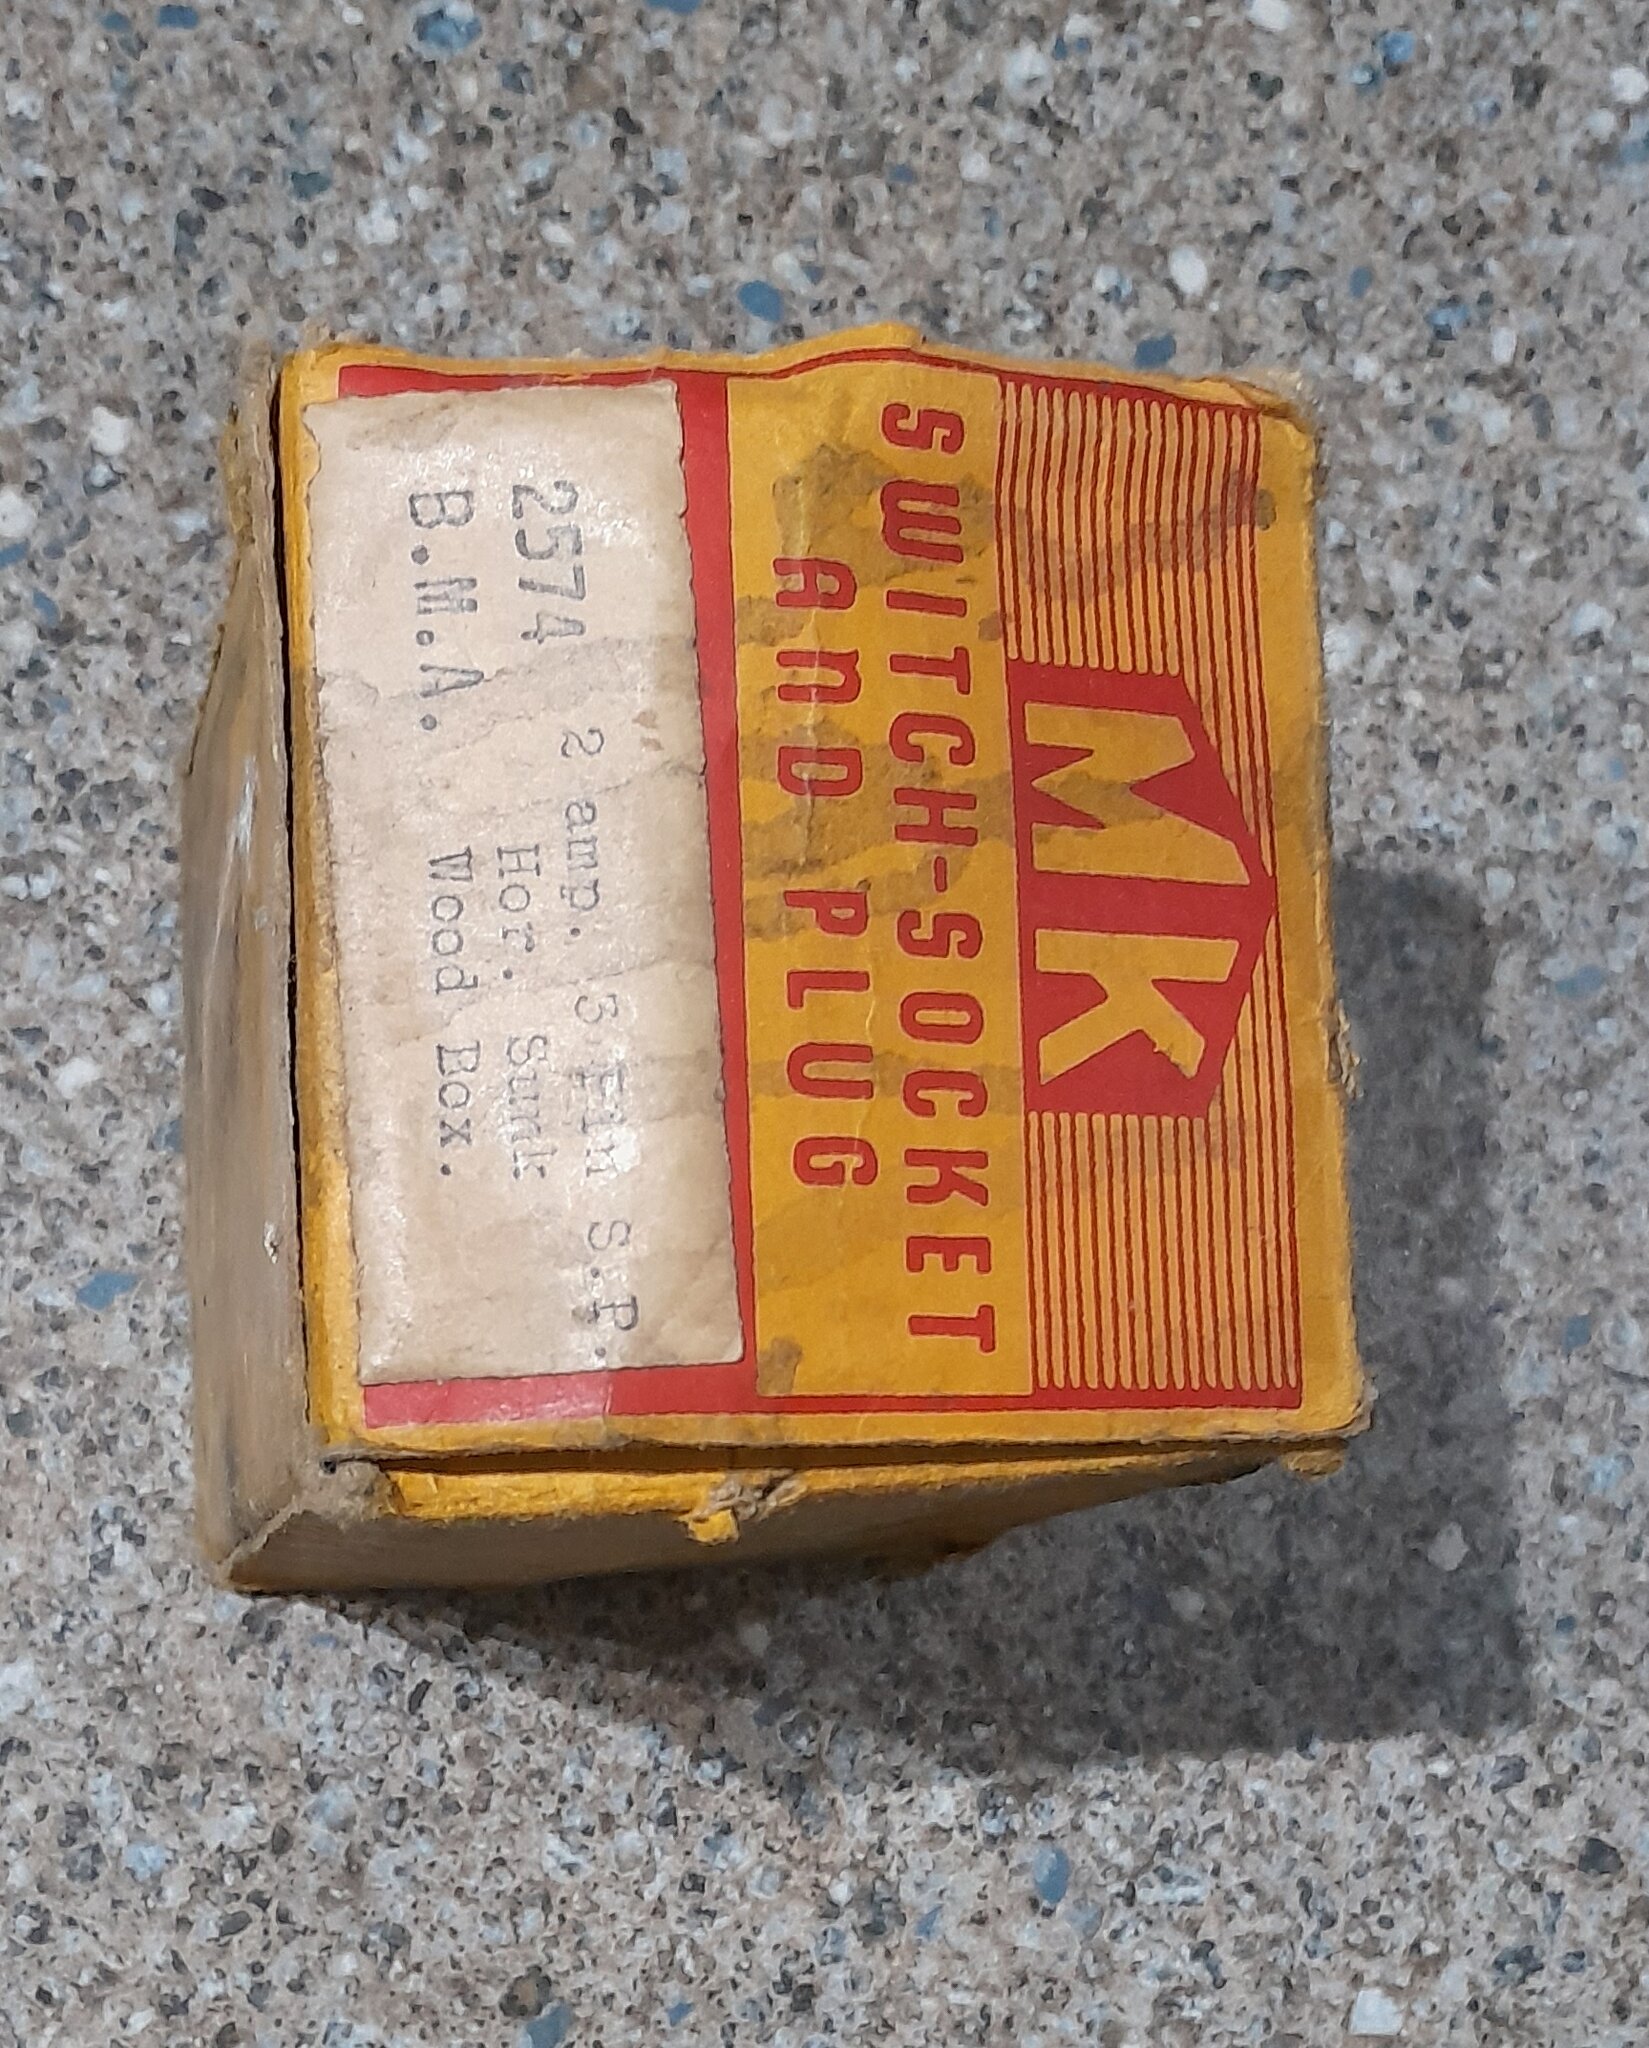 MK
SWITCH-SOCKET
AND PLUG
2574 2 amp. 3 Pin S.P.
Hor. Sunk
B.M.A. Wood Box.